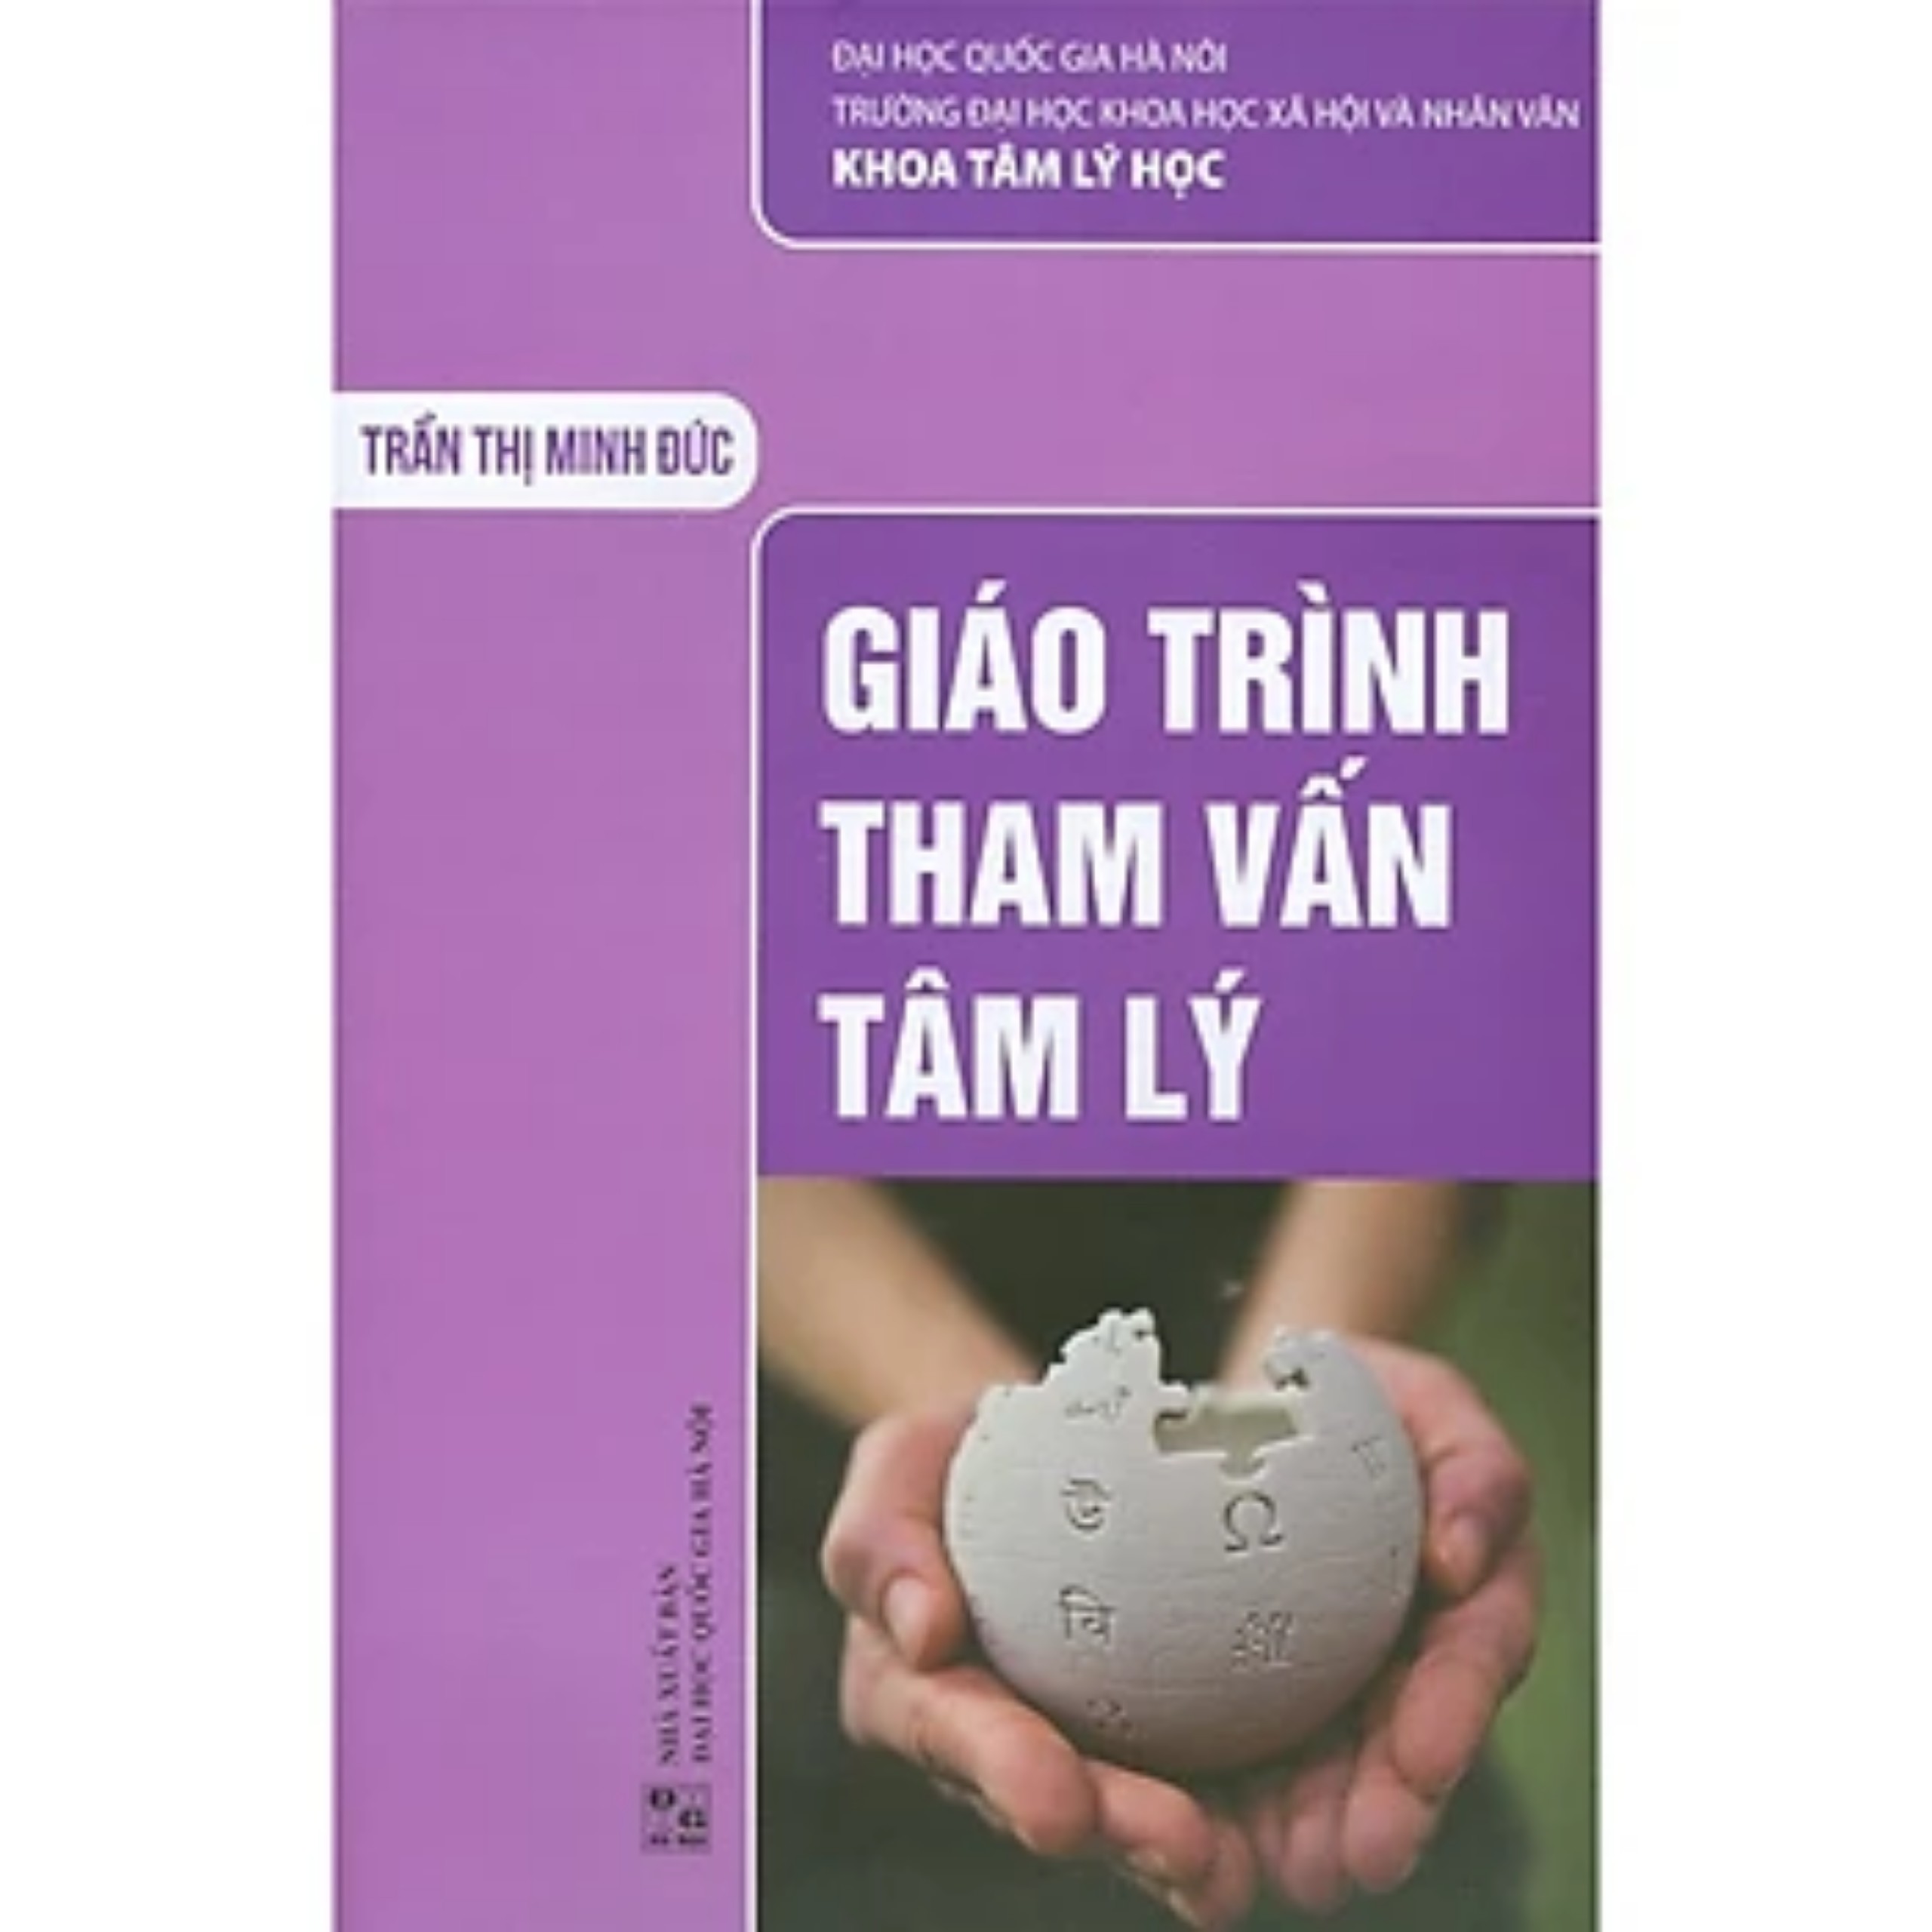 ĐẠI HỌC QUỐC GIA HÀ NỘI
TRƯỜNG ĐẠI HỌC KHOA HỌC XÃ HỘI VÀ NHÂN VĂN
KHOA TÂM LÝ HỌC
TRẦN THỊ MINH ĐỨC
GIÁO TRÌNH
THAM VẤN
TÂM LÝ
Ω
NHÀ XUẤT BẢN
ĐẠI HỌC QUỐC GIA HÀ NỘI